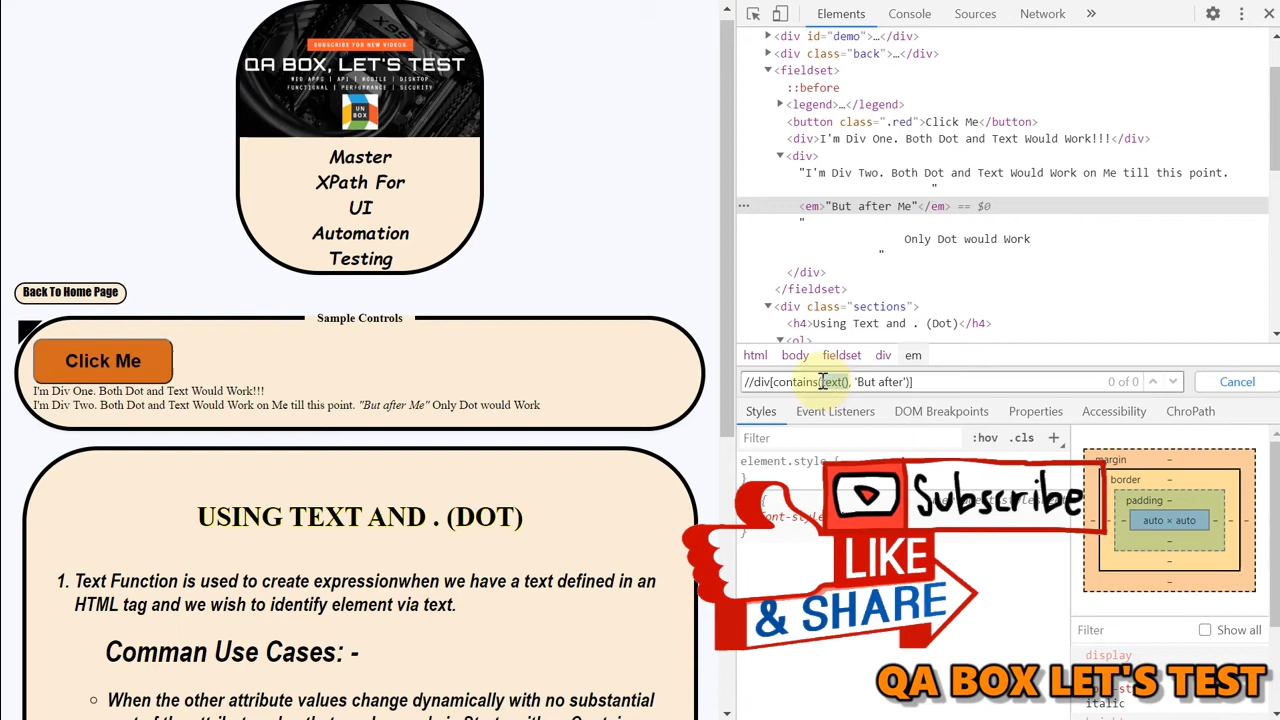 SUBSCRIBE FOR NEW VIDEOS.
QA BOX, LET'S TEST
WEB APPS | API | MOBILE | DESKTOP
FUNCTIONAL | PERFORMANCE | SECURITY
UN
BOX
Master
XPath For
UI
Automation
Testing
Back To Home Page
Sample Controls
Click Me
I'm Div One. Both Dot and Text Would Work!!!
I'm Div Two. Both Dot and Text Would Work on Me till this point. "But after Me" Only Dot would Work
USING TEXT AND . (DOT)
1. Text Function is used to create expressionwhen we have a text defined in an
HTML tag and we wish to identify element via text.
Comman Use Cases: -
When the other attribute values change dynamically with no substantial
Elements Console Sources Network »
<div id="demo">…</div>
<div class="back">…</div>
<fieldset>
::before
<legend>…</legend>
<button class=".red">Click Me</button>
<div>I'm Div One. Both Dot and Text Would Work!!!</div>
<div>
"I'm Div Two. Both Dot and Text Would Work on Me till this point.
"
<em>"But after Me"</em> == $0
"
Only Dot would Work
"
</div>
</fieldset>
<div class="sections">
<h4>Using Text and . (Dot)</h4>
<ol>
html body fieldset div em
//div[contains(text(), 'But after')] 0 of 0 Cancel
Styles Event Listeners DOM Breakpoints Properties Accessibility ChroPath
Filter :hov .cls +
element.style {
}
{
font-style
}
margin
border
padding
auto × auto
Filter Show all
display
italic
Subscribe
LIKE
& SHARE
QA BOX LET'S TEST